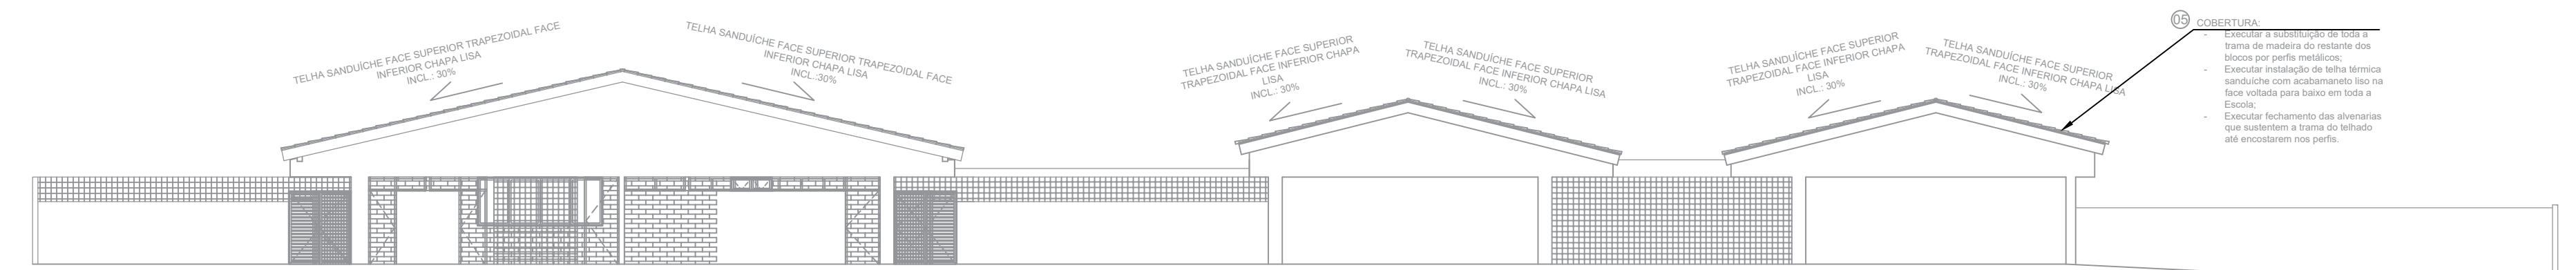 TELHA SANDUÍCHE FACE SUPERIOR TRAPEZOIDAL FACE
INFERIOR CHAPA LISA
INCL.: 30%
TELHA SANDUÍCHE FACE SUPERIOR TRAPEZOIDAL FACE
INFERIOR CHAPA LISA
INCL.:30%
TELHA SANDUÍCHE FACE SUPERIOR
TRAPEZOIDAL FACE INFERIOR CHAPA
LISA
INCL.: 30%
TELHA SANDUÍCHE FACE SUPERIOR
TRAPEZOIDAL FACE INFERIOR CHAPA LISA
INCL.: 30%
TELHA SANDUÍCHE FACE SUPERIOR
TRAPEZOIDAL FACE INFERIOR CHAPA
LISA
INCL.: 30%
TELHA SANDUÍCHE FACE SUPERIOR
TRAPEZOIDAL FACE INFERIOR CHAPA LISA
INCL.: 30%
05 COBERTURA:
- Executar a substituição de toda a
trama de madeira do restante dos
blocos por perfis metálicos;
- Executar instalação de telha térmica
sanduíche com acabamaneto liso na
face voltada para baixo em toda a
Escola;
- Executar fechamento das alvenarias
que sustentem a trama do telhado
até encostarem nos perfis.